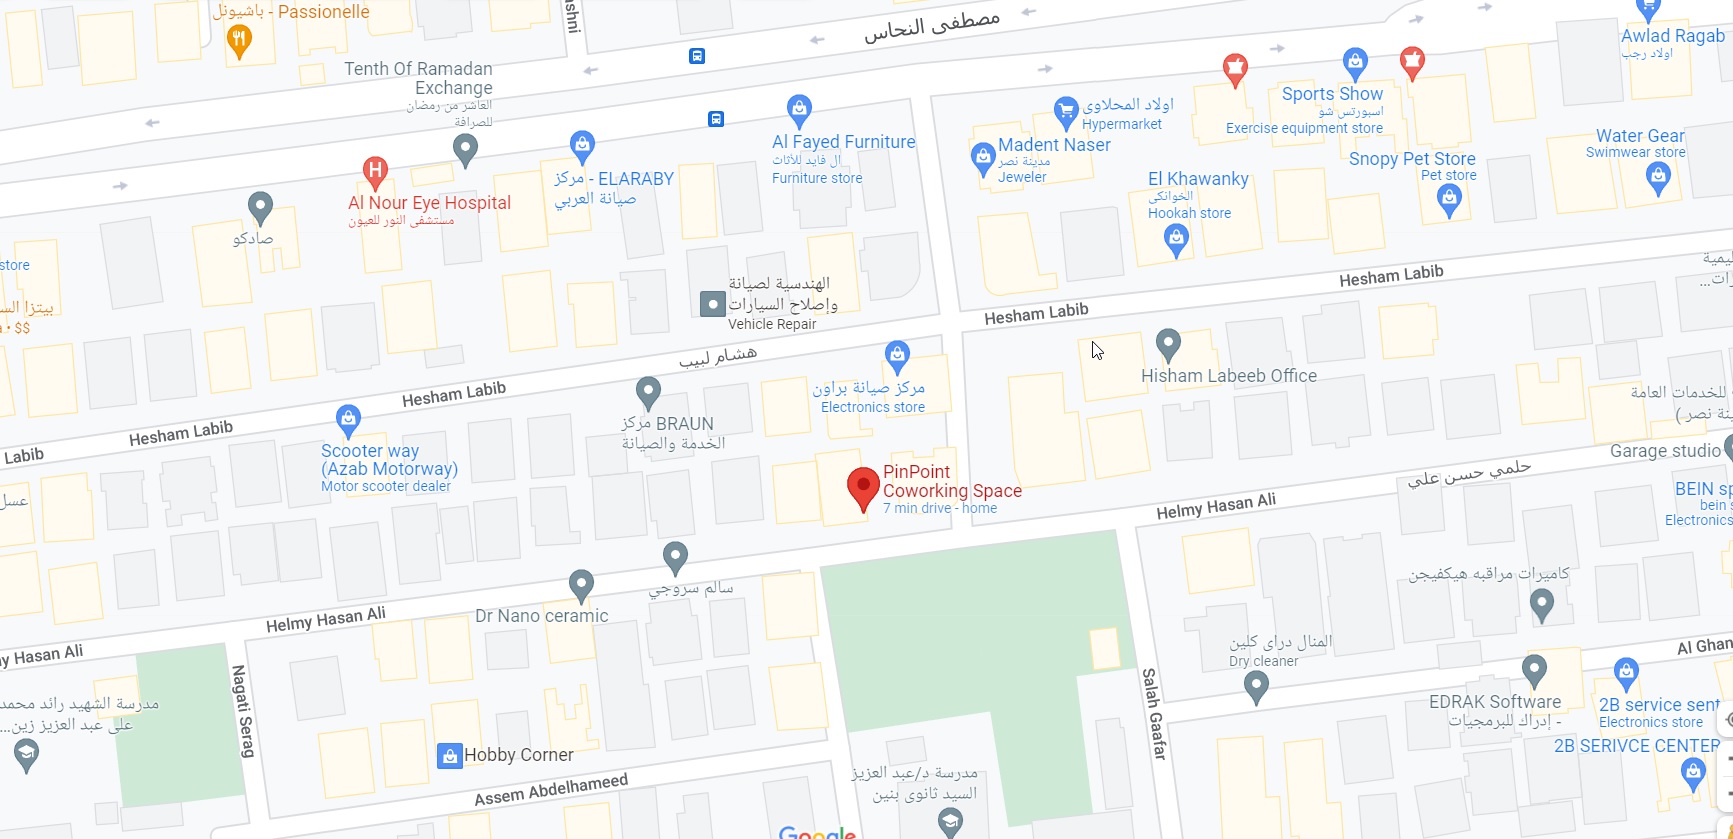 باشيونل - Passionelle
ashni
مصطفى النحاس
Awlad Ragab
اولاد رجب
Tenth Of Ramadan
Exchange
العاشر من رمضان
للصرافة
Sports Show
اسبورتس شو
Exercise equipment store
اولاد المحلاوى
Hypermarket
Al Fayed Furniture
ال فايد للأثاث
Furniture store
Madent Naser
مدينة نصر
Jeweler
Water Gear
Swimwear store
Snopy Pet Store
Pet store
مركز - ELARABY
صيانة العربي
El Khawanky
الخوانكى
Hookah store
Al Nour Eye Hospital
مستشفى النور للعيون
صادكو
store
Hesham Labib
الهندسية لصيانة
وإصلاح السيارات
Vehicle Repair
Hesham Labib
بيتزا
$$
هشام لبيب
Hisham Labeeb Office
مركز صيانة براون
Electronics store
Hesham Labib
للخدمات العامة
Hesham Labib
مركز BRAUN
الخدمة والصيانة
Labib
Scooter way
(Azab Motorway)
Motor scooter dealer
Garage studio
PinPoint
Coworking Space
7 min drive - home
حلمي حسن علي
Helmy Hasan Ali
عسل
BEIN sp
bein s
Electronics
كاميرات مراقبه هيكفيجن
سالم سروجي
Dr Nano ceramic
Helmy Hasan Ali
المنال دراى كلين
Dry cleaner
Al Ghan
y Hasan Ali
Nagati Serag
Salah Gaafar
EDRAK Software
- إدراك للبرمجيات
2B service sent
Electronics store
مدرسة الشهيد رائد محمد
على عبد العزيز زين...
2B SERIVCE CENTER
Hobby Corner
مدرسة د/عبد العزيز
السيد ثانوى بنين
Assem Abdelhameed
Google